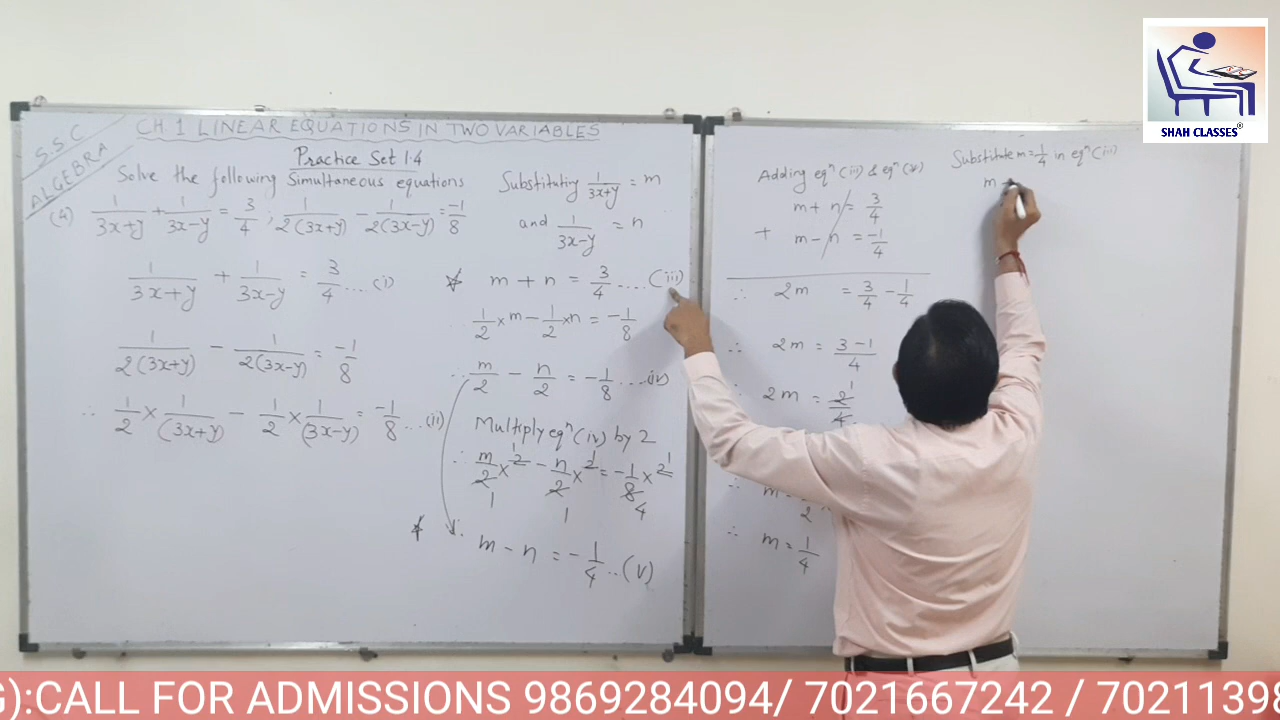 SSC
ALGEBRA
CH 1 LINEAR EQUATIONS IN TWO VARIABLES
Practice Set 1.4
Solve the following Simultaneous equations
(4) 1/(3x+y) + 1/(3x-y) = 3/4 ; 1/2(3x+y) - 1/2(3x-y) = -1/8
1/(3x+y) + 1/(3x-y) = 3/4 .... (i)
1/2(3x+y) - 1/2(3x-y) = -1/8
∴ 1/2 × 1/(3x+y) - 1/2 × 1/(3x-y) = -1/8 ... (ii)
Substituting 1/(3x+y) = m
and 1/(3x-y) = n
m + n = 3/4 .... (iii)
1/2 × m - 1/2 × n = -1/8
∴ m/2 - n/2 = -1/8 .... (iv)
Multiply eqⁿ (iv) by 2
∴ m/2 × 2 - n/2 × 2 = -1/8 × 2
1 1 4
∴ m - n = -1/4 ... (v)
Adding eqⁿ (iii) & eqⁿ (v)
m + n = 3/4
+ m - n = -1/4
∴ 2m = 3/4 - 1/4
∴ 2m = (3-1)/4
∴ 2m = 2/4
∴ m = 1/4
Substitute m = 1/4 in eqⁿ (iii)
m
SHAH CLASSES®
G):CALL FOR ADMISSIONS 9869284094/ 7021667242 / 70211398